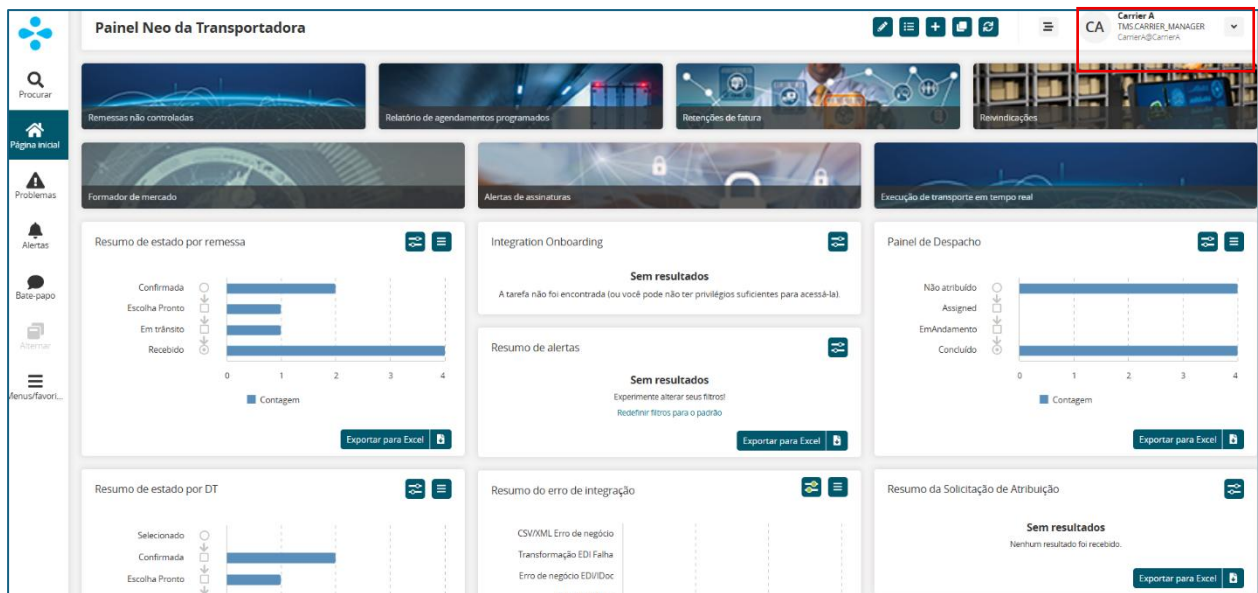 Painel Neo da Transportadora
CA
Carrier A
TMS.CARRIER_MANAGER
CarrierA@CarrierA
Procurar
Página inicial
Problemas
Alertas
Bate-papo
Alternar
Menus/favori...
Remessas não controladas
Relatório de agendamentos programados
Retenções de fatura
Reivindicações
Formador de mercado
Alertas de assinaturas
Execução de transporte em tempo real
Resumo de estado por remessa
Confirmada
Escolha Pronto
Em trânsito
Recebido
0 1 2 3 4
Contagem
Exportar para Excel
Integration Onboarding
Sem resultados
A tarefa não foi encontrada (ou você pode não ter privilégios suficientes para acessá-la).
Resumo de alertas
Sem resultados
Experimente alterar seus filtros!
Redefinir filtros para o padrão
Exportar para Excel
Painel de Despacho
Não atribuído
Assigned
EmAndamento
Concluído
0 1 2 3 4
Contagem
Exportar para Excel
Resumo de estado por DT
Selecionado
Confirmada
Escolha Pronto
Resumo do erro de integração
CSV/XML Erro de negócio
Transformação EDI Falha
Erro de negócio EDI/IDoc
Resumo da Solicitação de Atribuição
Sem resultados
Nenhum resultado foi recebido.
Exportar para Excel